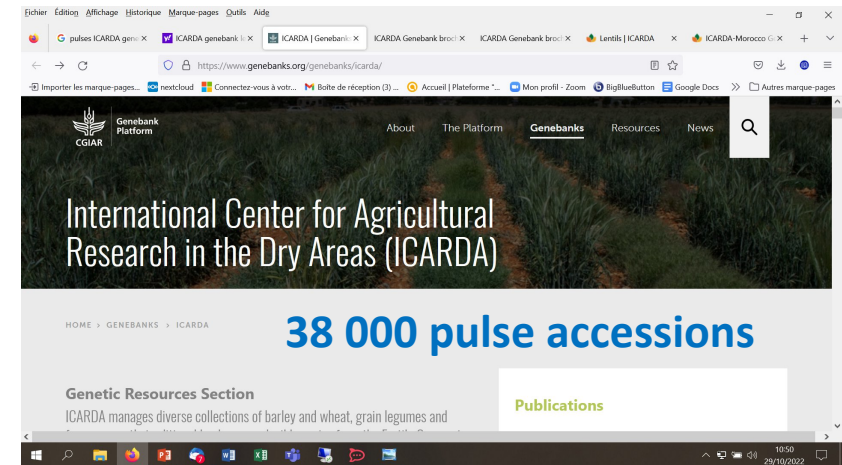 Eichier Édition Affichage Historique Marque-pages Outils Aide
pulses ICARDA gene
ICARDA genebank le
ICARDA | Genebanks
ICARDA Genebank broch
ICARDA Genebank broch
Lentils | ICARDA
ICARDA-Morocco Ge
https://www.genebanks.org/genebanks/icarda/
Importer les marque-pages... nextcloud Connectez-vous à votr... Boîte de réception (3) ... Accueil | Plateforme "... Mon profil - Zoom BigBlueButton Google Docs Autres marque-pages
CGIAR
Genebank
Platform
About The Platform Genebanks Resources News
International Center for Agricultural
Research in the Dry Areas (ICARDA)
HOME > GENEBANKS > ICARDA
38 000 pulse accessions
Genetic Resources Section
ICARDA manages diverse collections of barley and wheat, grain legumes and
Publications
10:50
29/10/2022